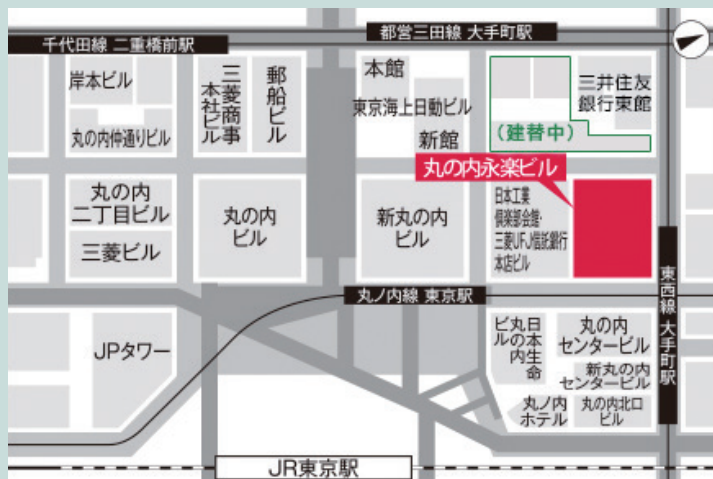 都営三田線 大手町駅
千代田線 二重橋前駅
岸本ビル
丸の内仲通りビル
三菱商事
本社ビル
郵船ビル
本館
東京海上日動ビル
新館
三井住友
銀行東館
(建替中)
丸の内永楽ビル
丸の内
二丁目ビル
三菱ビル
丸の内
ビル
新丸の内
ビル
日本工業
倶楽部会館・
三菱UFJ信託銀行
本店ビル
丸ノ内線 東京駅
東西線 大手町駅
JPタワー
日本生命
丸の内
ビル
丸の内
センタービル
新丸の内
センタービル
丸ノ内
ホテル
丸の内北口
ビル
JR東京駅